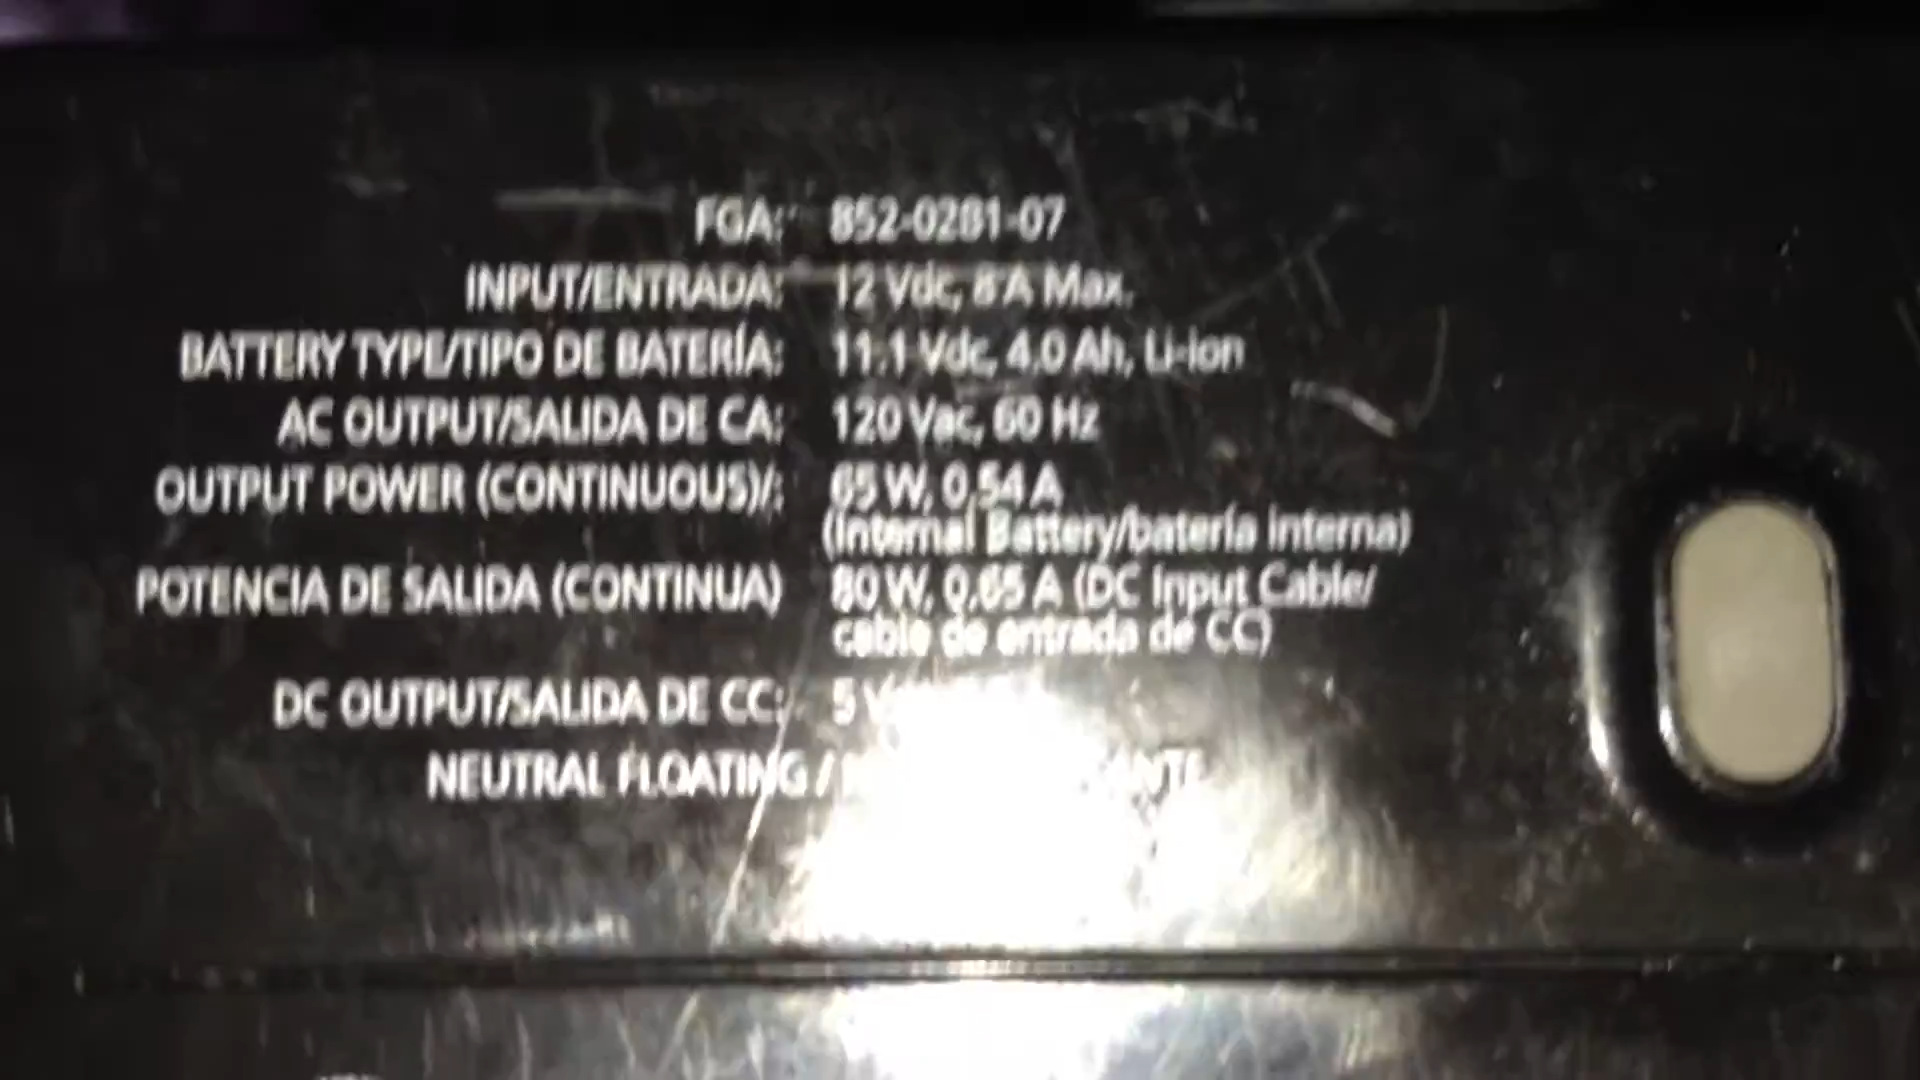 FGA: 852-0281-07
INPUT/ENTRADA: 12 Vdc, 8 A Max.
BATTERY TYPE/TIPO DE BATERÍA: 11.1 Vdc, 4.0 Ah, Li-ion
AC OUTPUT/SALIDA DE CA: 120 Vac, 60 Hz
OUTPUT POWER (CONTINUOUS)/: 65 W, 0.54 A
(Internal Battery/batería interna)
POTENCIA DE SALIDA (CONTINUA) 80 W, 0.65 A (DC Input Cable/
cable de entrada de CC)
DC OUTPUT/SALIDA DE CC: 5
NEUTRAL FLOATING /